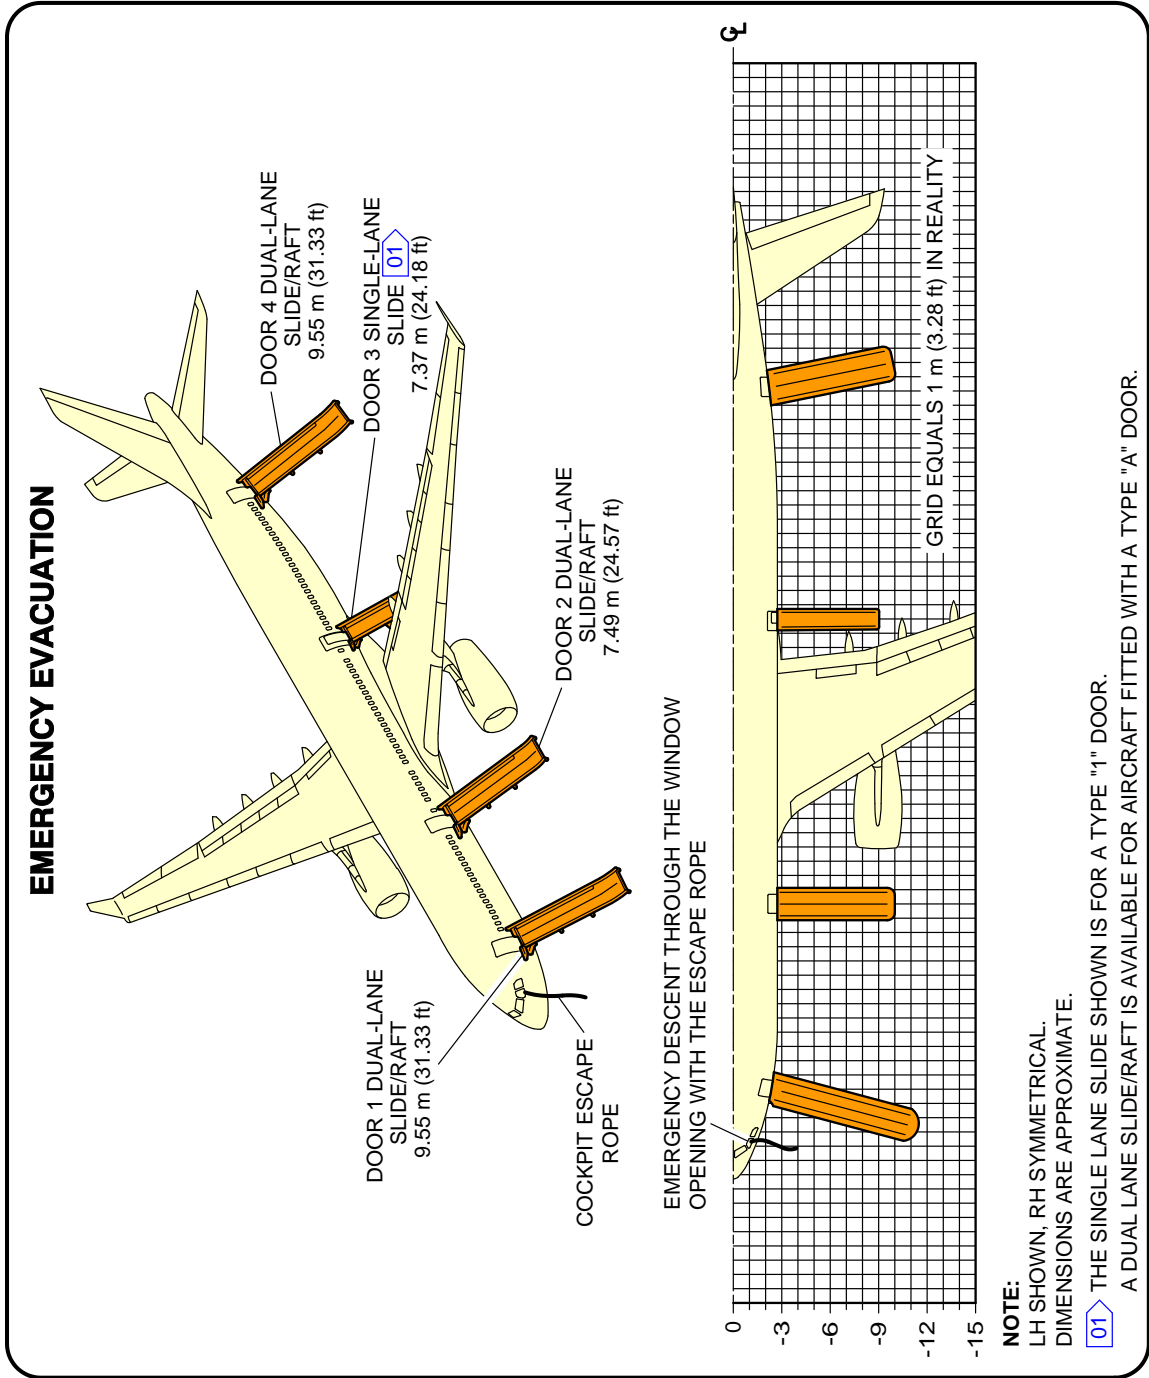 EMERGENCY EVACUATION
DOOR 4 DUAL-LANE
SLIDE/RAFT
9.55 m (31.33 ft)
DOOR 3 SINGLE-LANE
SLIDE 01
7.37 m (24.18 ft)
DOOR 2 DUAL-LANE
SLIDE/RAFT
7.49 m (24.57 ft)
DOOR 1 DUAL-LANE
SLIDE/RAFT
9.55 m (31.33 ft)
COCKPIT ESCAPE
ROPE
EMERGENCY DESCENT THROUGH THE WINDOW
OPENING WITH THE ESCAPE ROPE
℄
0
-3
-6
-9
-12
-15
GRID EQUALS 1 m (3.28 ft) IN REALITY
NOTE:
LH SHOWN, RH SYMMETRICAL.
DIMENSIONS ARE APPROXIMATE.
01 THE SINGLE LANE SLIDE SHOWN IS FOR A TYPE "1" DOOR.
A DUAL LANE SLIDE/RAFT IS AVAILABLE FOR AIRCRAFT FITTED WITH A TYPE "A" DOOR.